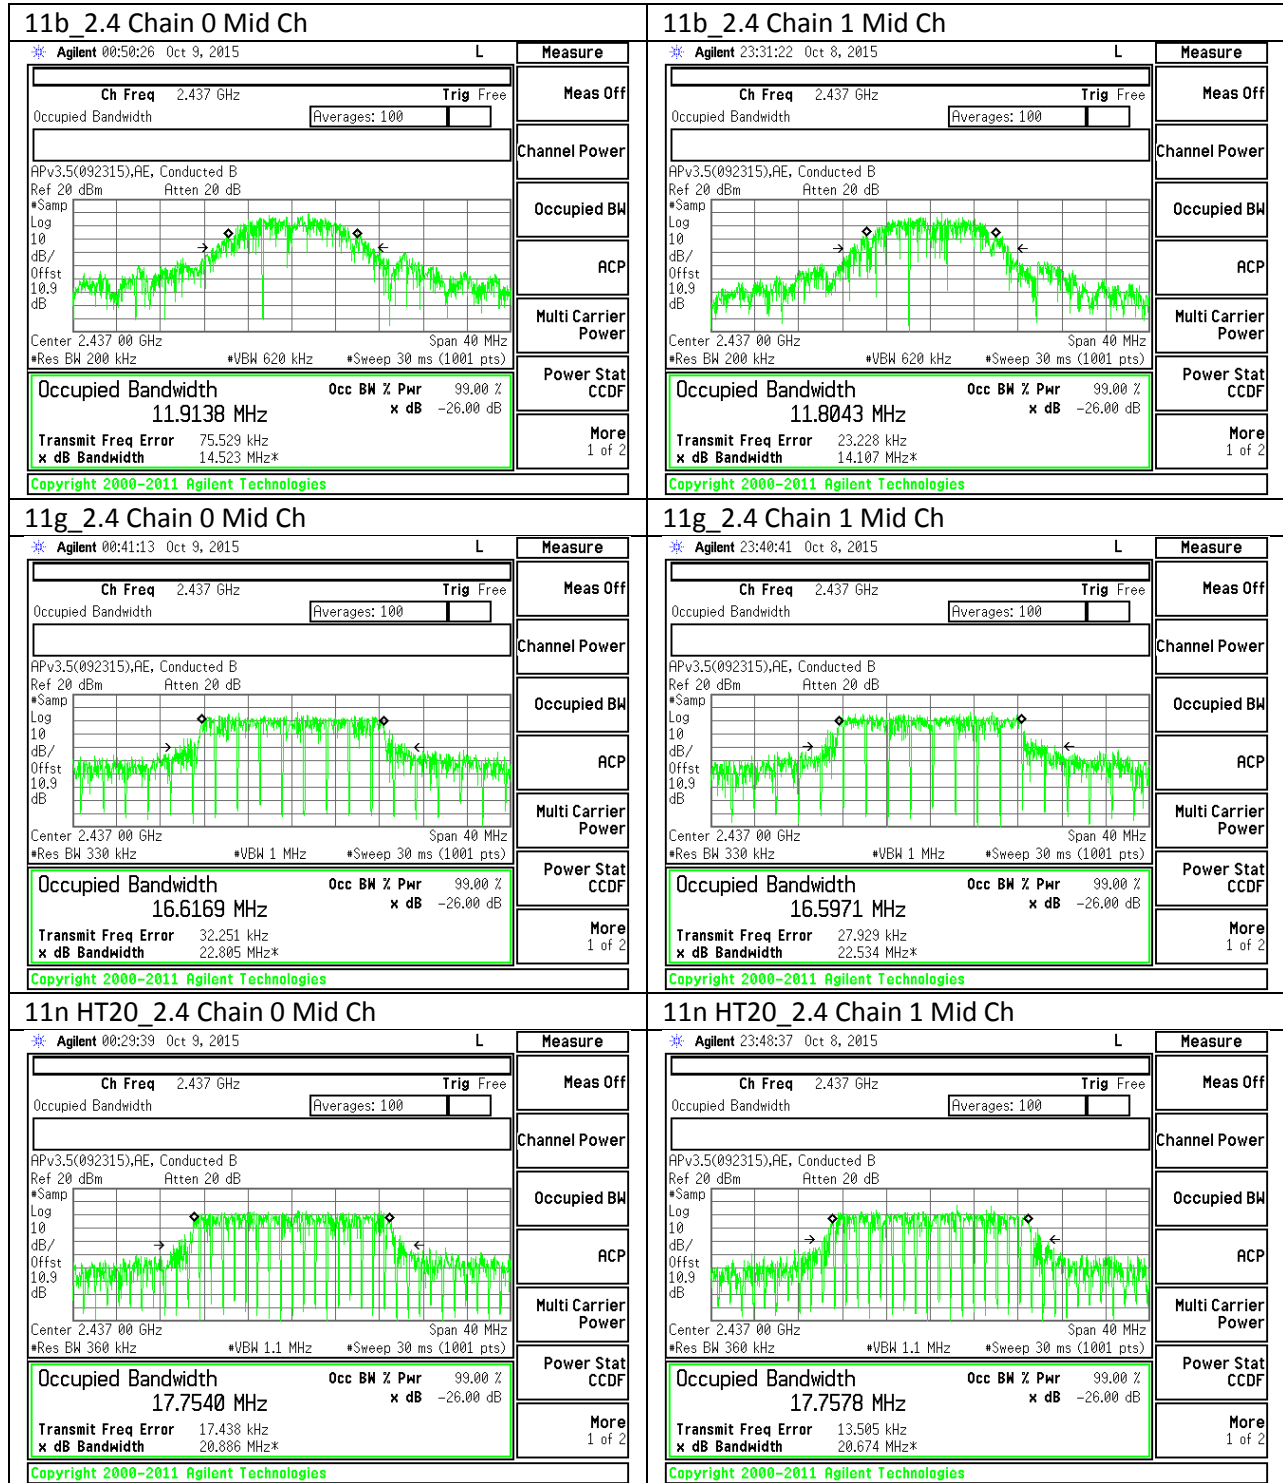 11b_2.4 Chain 0 Mid Ch
Agilent 00:50:26 Oct 9, 2015 L Measure
Ch Freq 2.437 GHz Trig Free
Occupied Bandwidth Averages: 100
Meas Off
Channel Power
Occupied BW
ACP
Multi Carrier
Power
Power Stat
CCDF
More
1 of 2
APv3.5(092315),AE, Conducted B
Ref 20 dBm Atten 20 dB
#Samp
Log
10
dB/
Offst
10.9
dB
Center 2.437 00 GHz Span 40 MHz
#Res BW 200 kHz #VBW 620 kHz #Sweep 30 ms (1001 pts)
Occupied Bandwidth Occ BW % Pwr 99.00 %
11.9138 MHz x dB -26.00 dB
Transmit Freq Error 75.529 kHz
x dB Bandwidth 14.523 MHz*
Copyright 2000-2011 Agilent Technologies
11b_2.4 Chain 1 Mid Ch
Agilent 23:31:22 Oct 8, 2015 L Measure
Ch Freq 2.437 GHz Trig Free
Occupied Bandwidth Averages: 100
Meas Off
Channel Power
Occupied BW
ACP
Multi Carrier
Power
Power Stat
CCDF
More
1 of 2
APv3.5(092315),AE, Conducted B
Ref 20 dBm Atten 20 dB
#Samp
Log
10
dB/
Offst
10.9
dB
Center 2.437 00 GHz Span 40 MHz
#Res BW 200 kHz #VBW 620 kHz #Sweep 30 ms (1001 pts)
Occupied Bandwidth Occ BW % Pwr 99.00 %
11.8043 MHz x dB -26.00 dB
Transmit Freq Error 23.228 kHz
x dB Bandwidth 14.107 MHz*
Copyright 2000-2011 Agilent Technologies
11g_2.4 Chain 0 Mid Ch
Agilent 00:41:13 Oct 9, 2015 L Measure
Ch Freq 2.437 GHz Trig Free
Occupied Bandwidth Averages: 100
Meas Off
Channel Power
Occupied BW
ACP
Multi Carrier
Power
Power Stat
CCDF
More
1 of 2
APv3.5(092315),AE, Conducted B
Ref 20 dBm Atten 20 dB
#Samp
Log
10
dB/
Offst
10.9
dB
Center 2.437 00 GHz Span 40 MHz
#Res BW 330 kHz #VBW 1 MHz #Sweep 30 ms (1001 pts)
Occupied Bandwidth Occ BW % Pwr 99.00 %
16.6169 MHz x dB -26.00 dB
Transmit Freq Error 32.251 kHz
x dB Bandwidth 22.805 MHz*
Copyright 2000-2011 Agilent Technologies
11g_2.4 Chain 1 Mid Ch
Agilent 23:40:41 Oct 8, 2015 L Measure
Ch Freq 2.437 GHz Trig Free
Occupied Bandwidth Averages: 100
Meas Off
Channel Power
Occupied BW
ACP
Multi Carrier
Power
Power Stat
CCDF
More
1 of 2
APv3.5(092315),AE, Conducted B
Ref 20 dBm Atten 20 dB
#Samp
Log
10
dB/
Offst
10.9
dB
Center 2.437 00 GHz Span 40 MHz
#Res BW 330 kHz #VBW 1 MHz #Sweep 30 ms (1001 pts)
Occupied Bandwidth Occ BW % Pwr 99.00 %
16.5971 MHz x dB -26.00 dB
Transmit Freq Error 27.929 kHz
x dB Bandwidth 22.534 MHz*
Copyright 2000-2011 Agilent Technologies
11n HT20_2.4 Chain 0 Mid Ch
Agilent 00:29:39 Oct 9, 2015 L Measure
Ch Freq 2.437 GHz Trig Free
Occupied Bandwidth Averages: 100
Meas Off
Channel Power
Occupied BW
ACP
Multi Carrier
Power
Power Stat
CCDF
More
1 of 2
APv3.5(092315),AE, Conducted B
Ref 20 dBm Atten 20 dB
#Samp
Log
10
dB/
Offst
10.9
dB
Center 2.437 00 GHz Span 40 MHz
#Res BW 360 kHz #VBW 1.1 MHz #Sweep 30 ms (1001 pts)
Occupied Bandwidth Occ BW % Pwr 99.00 %
17.7540 MHz x dB -26.00 dB
Transmit Freq Error 17.438 kHz
x dB Bandwidth 20.886 MHz*
Copyright 2000-2011 Agilent Technologies
11n HT20_2.4 Chain 1 Mid Ch
Agilent 23:48:37 Oct 8, 2015 L Measure
Ch Freq 2.437 GHz Trig Free
Occupied Bandwidth Averages: 100
Meas Off
Channel Power
Occupied BW
ACP
Multi Carrier
Power
Power Stat
CCDF
More
1 of 2
APv3.5(092315),AE, Conducted B
Ref 20 dBm Atten 20 dB
#Samp
Log
10
dB/
Offst
10.9
dB
Center 2.437 00 GHz Span 40 MHz
#Res BW 360 kHz #VBW 1.1 MHz #Sweep 30 ms (1001 pts)
Occupied Bandwidth Occ BW % Pwr 99.00 %
17.7578 MHz x dB -26.00 dB
Transmit Freq Error 13.505 kHz
x dB Bandwidth 20.674 MHz*
Copyright 2000-2011 Agilent Technologies